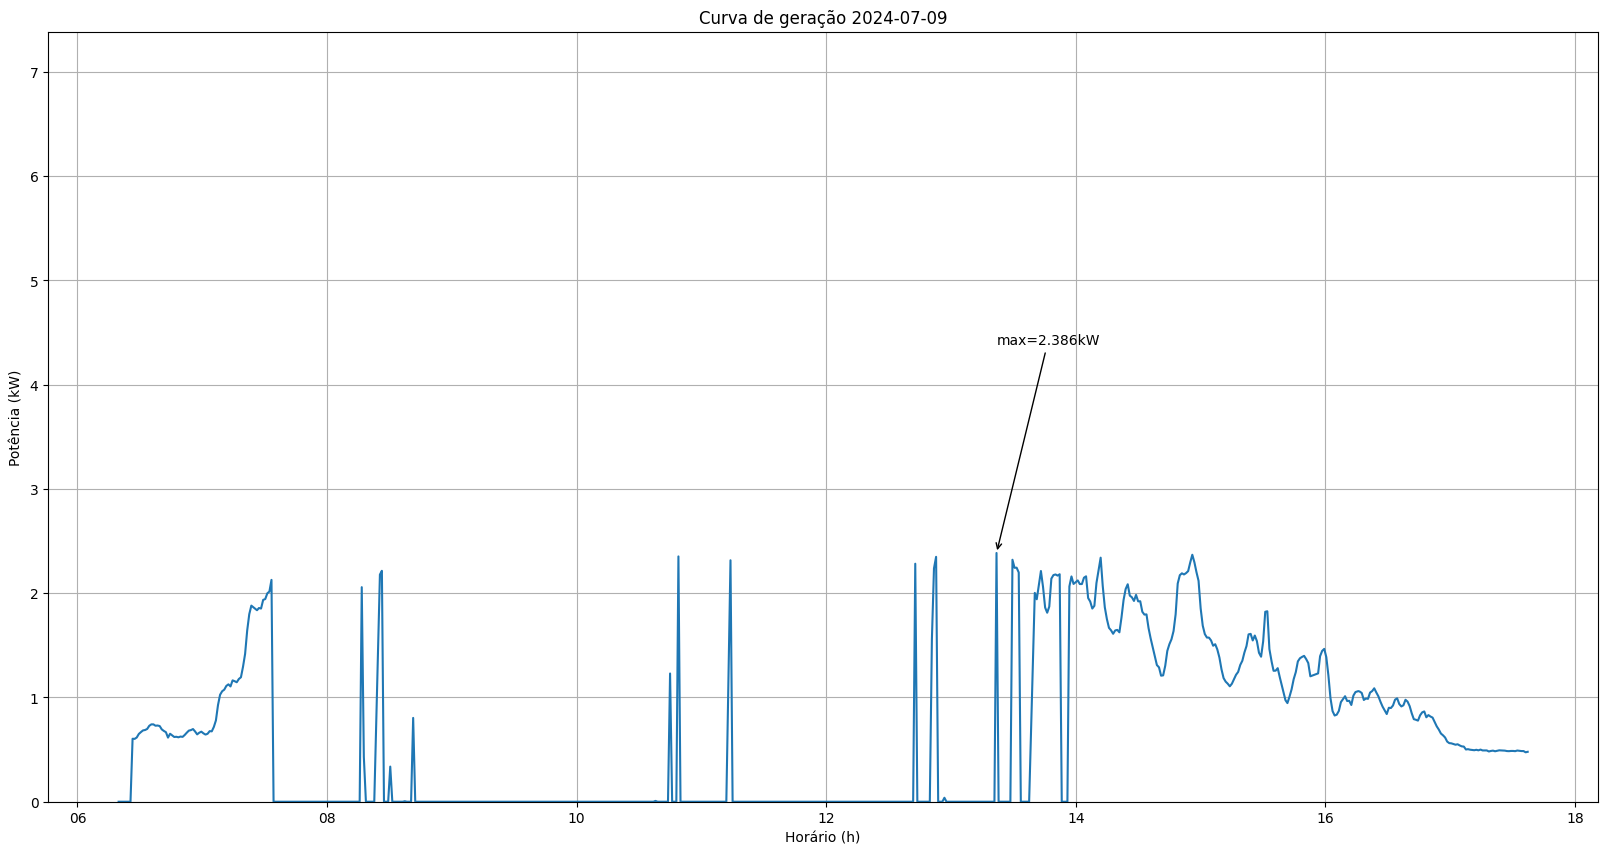 Curva de geração 2024-07-09
7
6
5
4
3
2
1
0
Potência (kW)
max=2.386kW
06 08 10 12 14 16 18
Horário (h)